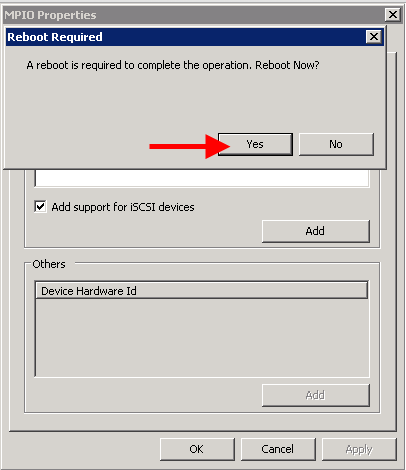 MPIO Properties
Reboot Required
A reboot is required to complete the operation. Reboot Now?
Yes
No
Add support for iSCSI devices
Add
Others
Device Hardware Id
Add
OK
Cancel
Apply